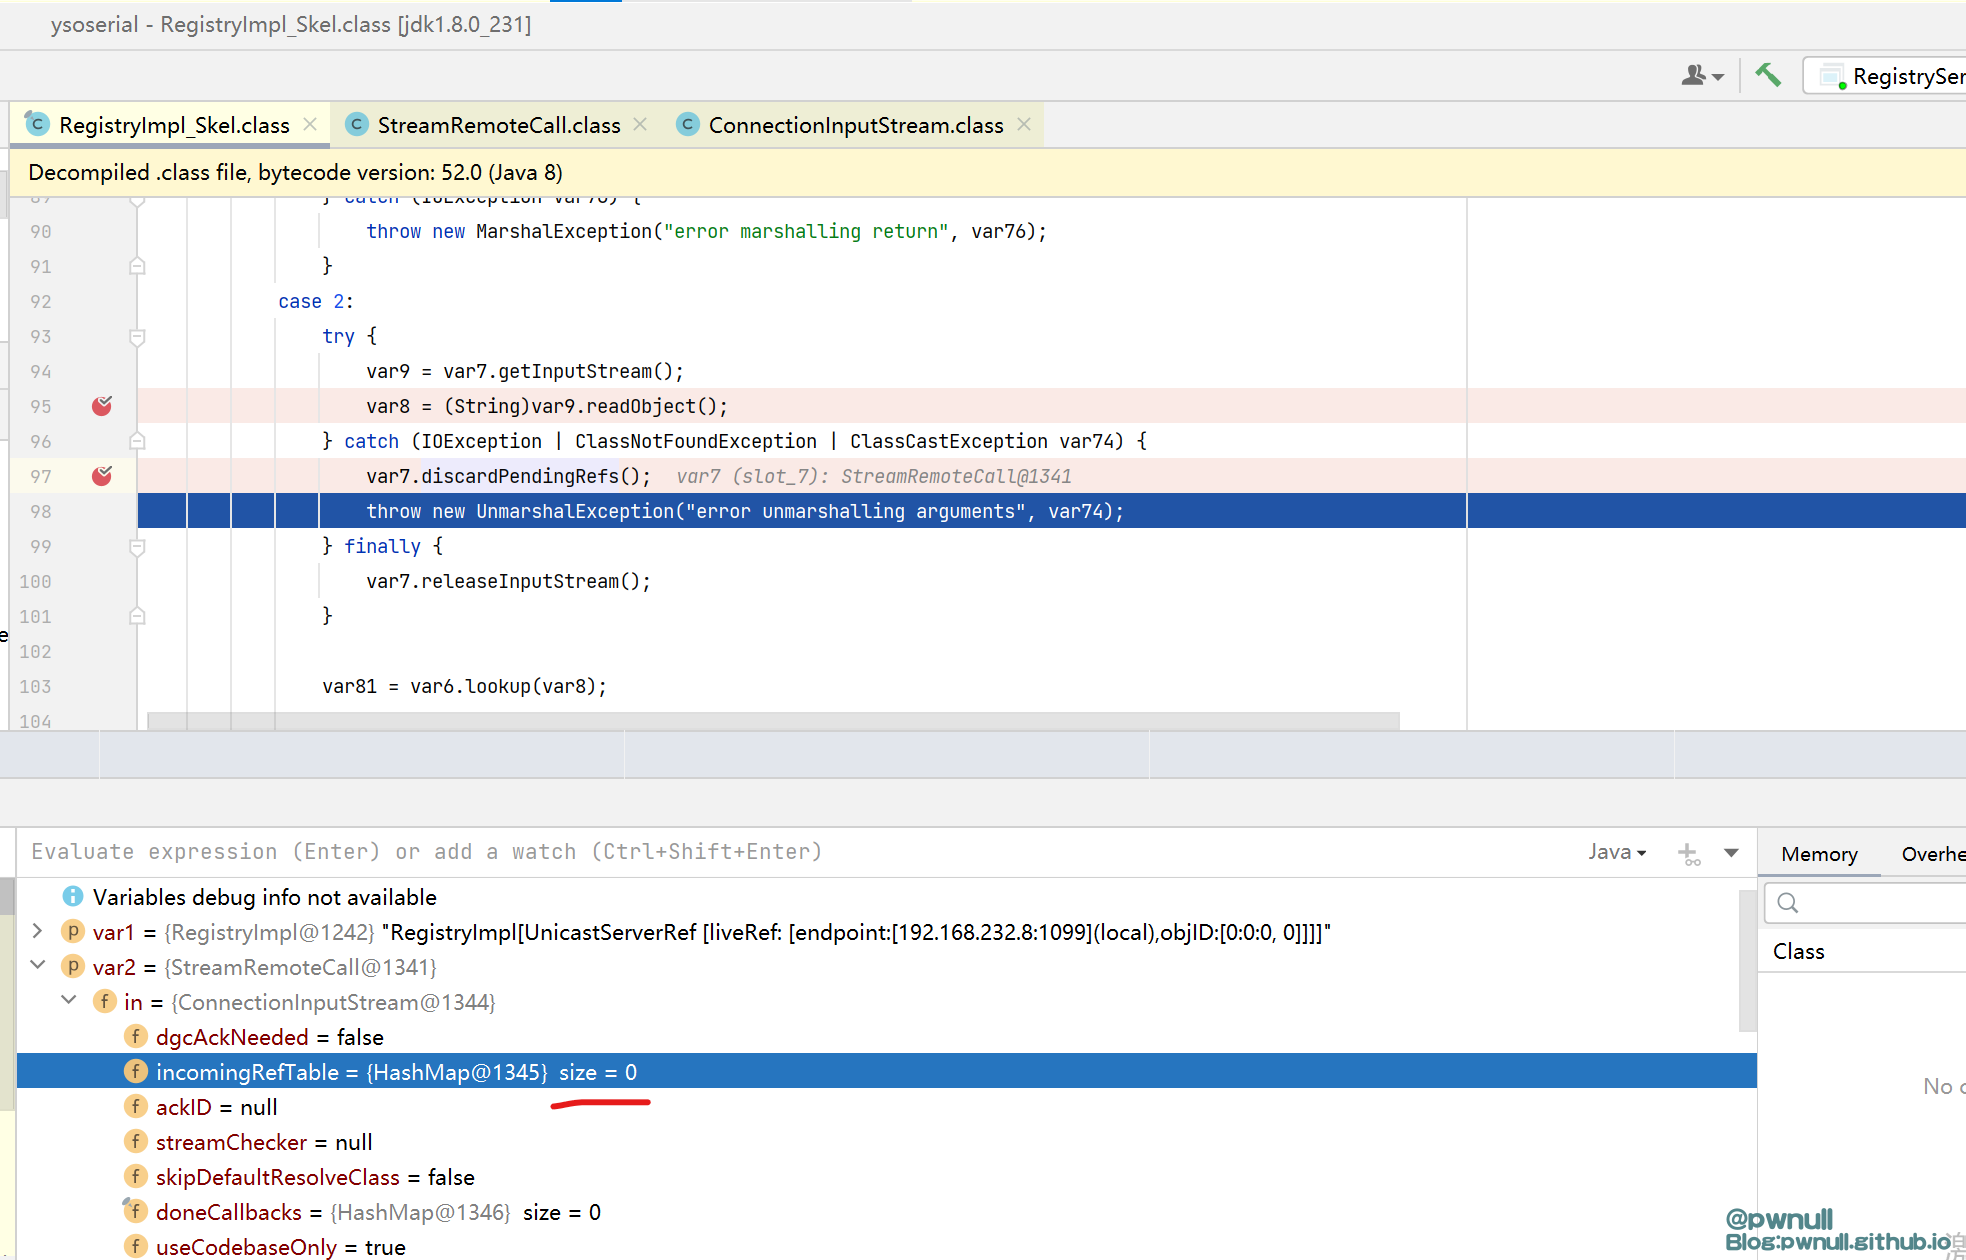 ysoserial - RegistryImpl_Skel.class [jdk1.8.0_231]
RegistrySer
RegistryImpl_Skel.class StreamRemoteCall.class ConnectionInputStream.class
Decompiled .class file, bytecode version: 52.0 (Java 8)
89 } catch (IOException var76) {
90 throw new MarshalException("error marshalling return", var76);
91 }
92 case 2:
93 try {
94 var9 = var7.getInputStream();
95 var8 = (String)var9.readObject();
96 } catch (IOException | ClassNotFoundException | ClassCastException var74) {
97 var7.discardPendingRefs(); var7 (slot_7): StreamRemoteCall@1341
98 throw new UnmarshalException("error unmarshalling arguments", var74);
99 } finally {
100 var7.releaseInputStream();
101 }
102
103 var81 = var6.lookup(var8);
104
Evaluate expression (Enter) or add a watch (Ctrl+Shift+Enter) Java
Memory Overhe
Variables debug info not available
var1 = {RegistryImpl@1242} "RegistryImpl[UnicastServerRef [liveRef: [endpoint:[192.168.232.8:1099](local),objID:[0:0:0, 0]]]]"
Class
var2 = {StreamRemoteCall@1341}
in = {ConnectionInputStream@1344}
dgcAckNeeded = false
incomingRefTable = {HashMap@1345} size = 0
No c
ackID = null
streamChecker = null
skipDefaultResolveClass = false
doneCallbacks = {HashMap@1346} size = 0
useCodebaseOnly = true
@pwnull
Blog:pwnull.github.io